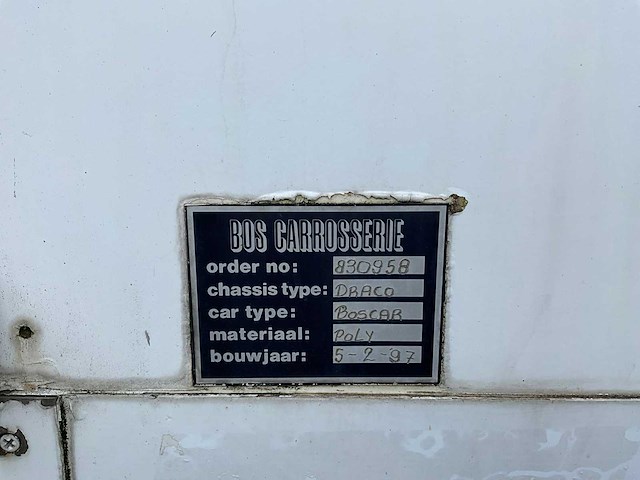 BOS CARROSSERIE
order no: 830958
chassis type: DRACO
car type: BOSCAR
materiaal: POLY
bouwjaar: 5-2-97